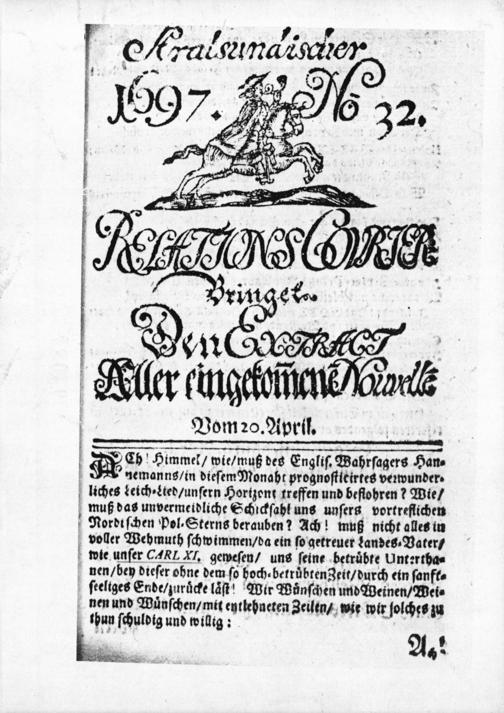 Stralsundischer
1697. No 32.
RELATIONS COURIER
Bringet
Den EXTRACT
Aller eingekom̃enē Nouvelle
Vom 20. April.
ACh! Himmel/ wie/muß des Englis. Wahrsagers Han-
nemanns/in diesem Monaht prognosticirtes verwunder-
liches Leich-Lied/unsern Horizont treffen und beflohren? Wie/
muß das unvermeidliche Schicksahl uns unsers vortreflichen
Nordischen Pol-Sterns berauben? Ach! muß nicht alles in
voller Wehmuth schwimmen/da ein so getreuer Landes-Vater/
wie unser CARL XI. gewesen/ uns seine betrübte Untertha-
nen/bey dieser ohne dem so hoch-betrübten Zeit/durch ein sanft-
seeliges Ende/zurücke läst! Wir Wünschen und Weinen/Wei-
nen und Wünschen/mit entlehneten Zeilen/ wie wir solches zu
thun schuldig und willig:
A.!